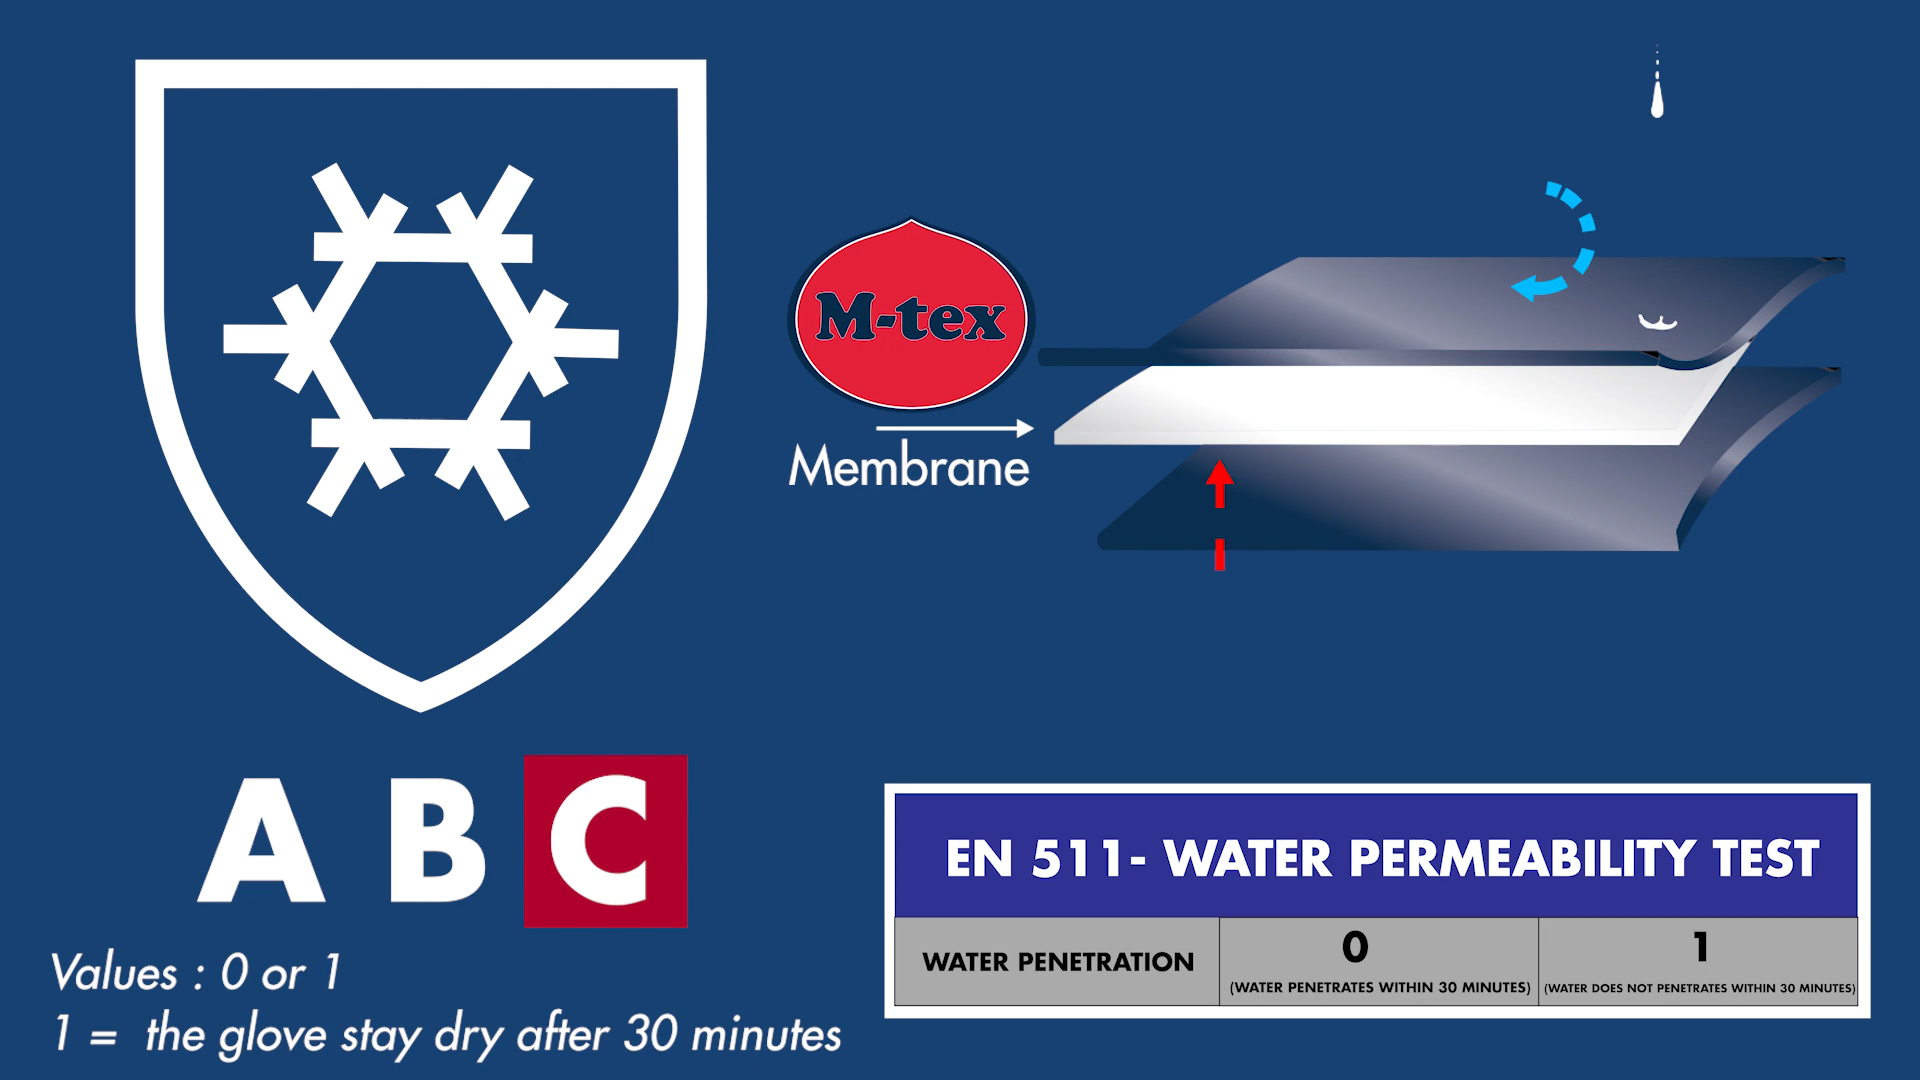 M-tex
Membrane
A B C
Values : 0 or 1
1 = the glove stay dry after 30 minutes
EN 511- WATER PERMEABILITY TEST
WATER PENETRATION
0
(WATER PENETRATES WITHIN 30 MINUTES)
1
(WATER DOES NOT PENETRATES WITHIN 30 MINUTES)